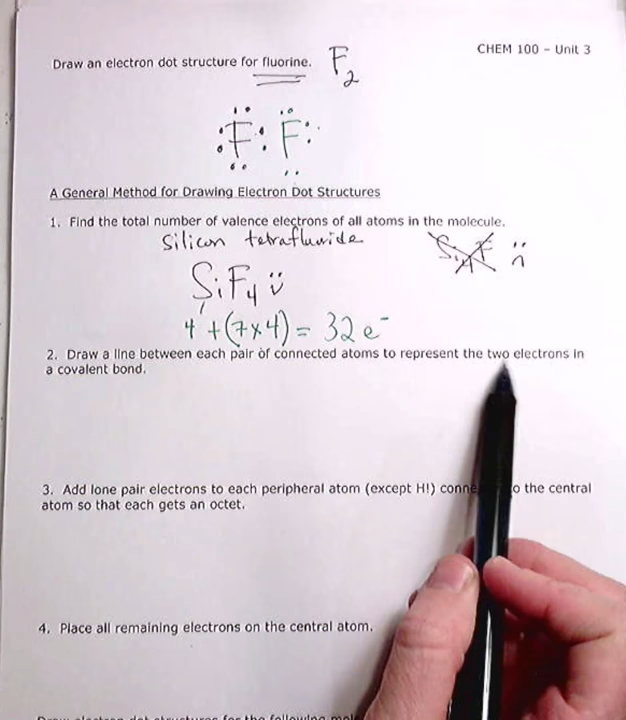 CHEM 100 – Unit 3
Draw an electron dot structure for fluorine. F₂
F F
A General Method for Drawing Electron Dot Structures
1. Find the total number of valence electrons of all atoms in the molecule.
Silicon tetrafluoride
SiF₄
4 + (7x4) = 32 e⁻
2. Draw a line between each pair of connected atoms to represent the two electrons in
a covalent bond.
3. Add lone pair electrons to each peripheral atom (except H!) the central
atom so that each gets an octet.
4. Place all remaining electrons on the central atom.